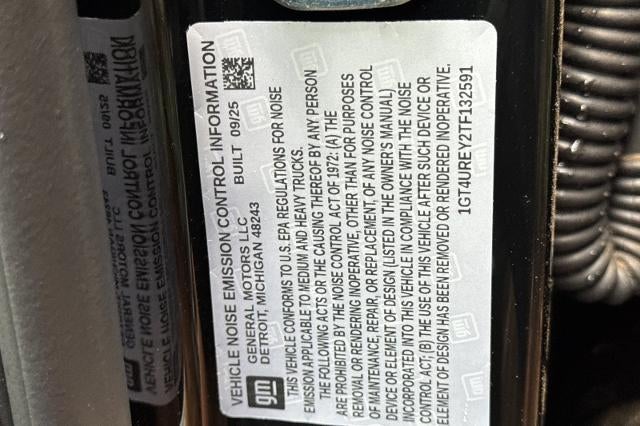 VEHICLE NOISE EMISSION CONTROL INFORMATION
gm
GENERAL MOTORS LLC BUILT 09/25
DETROIT, MICHIGAN 48243
THIS VEHICLE CONFORMS TO U.S. EPA REGULATIONS FOR NOISE
EMISSION APPLICABLE TO MEDIUM AND HEAVY TRUCKS.
THE FOLLOWING ACTS OR THE CAUSING THEREOF BY ANY PERSON
ARE PROHIBITED BY THE NOISE CONTROL ACT OF 1972: (A) THE
REMOVAL OR RENDERING INOPERATIVE, OTHER THAN FOR PURPOSES
OF MAINTENANCE, REPAIR, OR REPLACEMENT, OF ANY NOISE CONTROL
DEVICE OR ELEMENT OF DESIGN (LISTED IN THE OWNER'S MANUAL)
INCORPORATED INTO THIS VEHICLE IN COMPLIANCE WITH THE NOISE
CONTROL ACT; (B) THE USE OF THIS VEHICLE AFTER SUCH DEVICE OR
ELEMENT OF DESIGN HAS BEEN REMOVED OR RENDERED INOPERATIVE.
1GT4UREY2TF132591